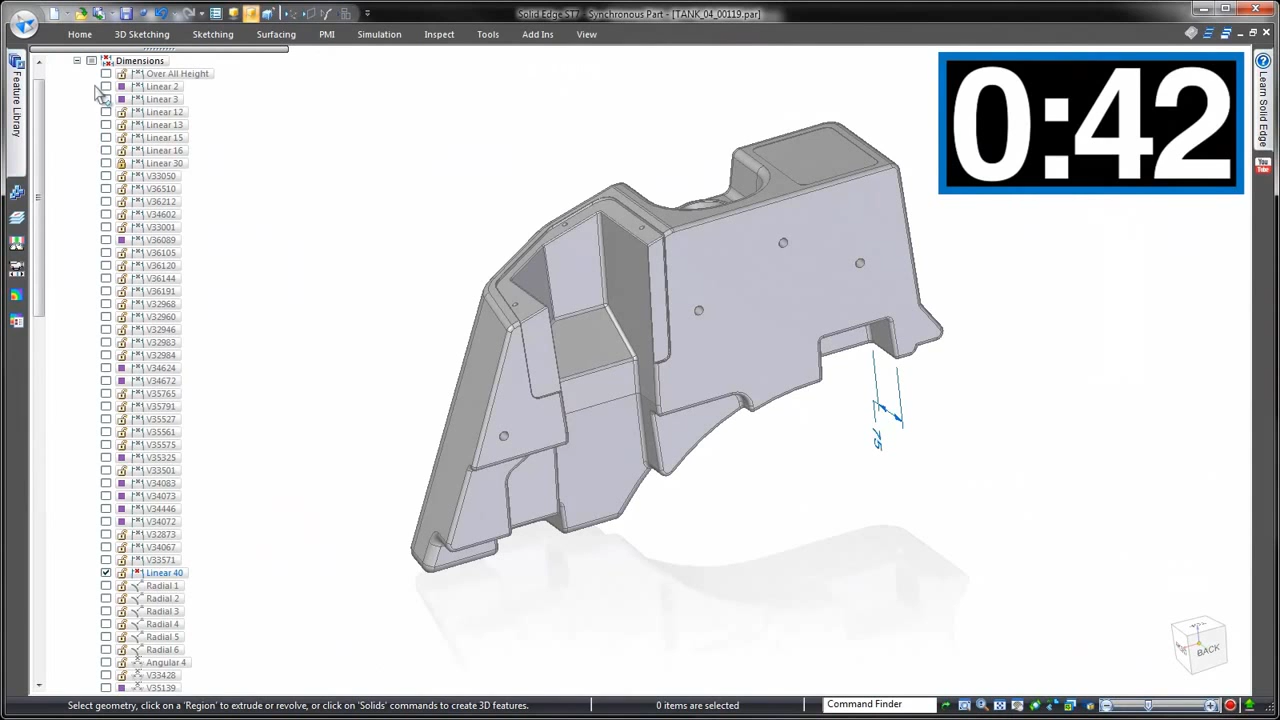 Solid Edge ST7 - Synchronous Part - [TANK_04_00119.par]
Home 3D Sketching Sketching Surfacing PMI Simulation Inspect Tools Add Ins View
Feature Library
Dimensions
Over All Height
Linear 2
Linear 3
Linear 12
Linear 13
Linear 15
Linear 16
Linear 30
V33050
V36510
V36212
V34602
V33001
V36089
V36105
V36120
V36144
V36191
V32968
V32960
V32946
V32983
V32984
V34624
V34672
V35765
V35791
V35527
V35561
V35575
V35325
V33501
V34083
V34073
V34446
V34072
V32873
V34067
V33571
Linear 40
Radial 1
Radial 2
Radial 3
Radial 4
Radial 5
Radial 6
Angular 4
V33428
V35139
0:42
75
BACK
Learn Solid Edge
You Tube
Select geometry, click on a 'Region' to extrude or revolve, or click on 'Solids' commands to create 3D features.
0 items are selected
Command Finder